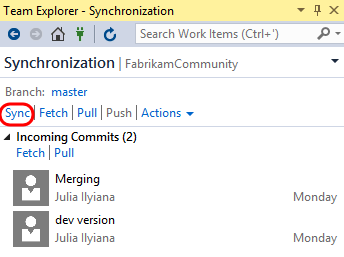 Team Explorer - Synchronization
Search Work Items (Ctrl+')
Synchronization | FabrikamCommunity
Branch: master
Sync | Fetch | Pull | Push | Actions
Incoming Commits (2)
Fetch | Pull
Merging
Julia Ilyiana Monday
dev version
Julia Ilyiana Monday